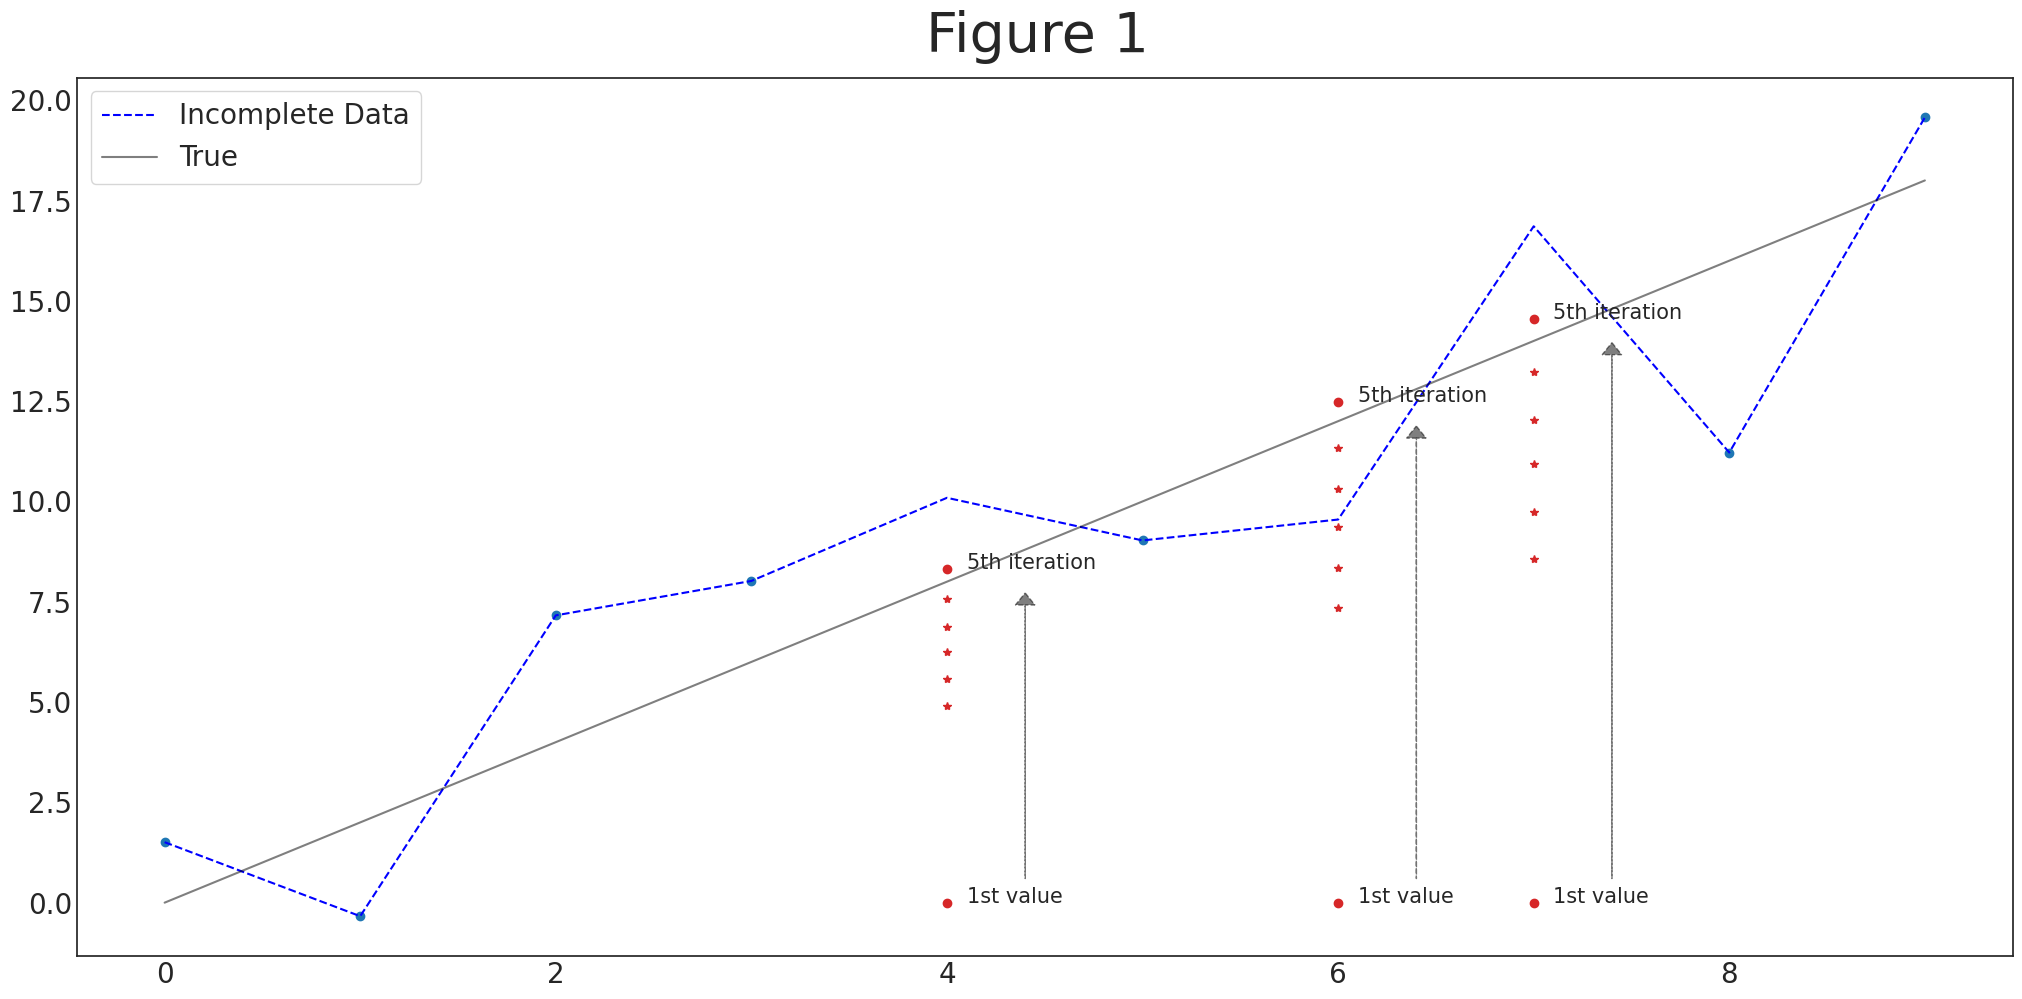 Figure 1
20.0
17.5
15.0
12.5
10.0
7.5
5.0
2.5
0.0
Incomplete Data
True
5th iteration
5th iteration
5th iteration
1st value
1st value
1st value
0 2 4 6 8